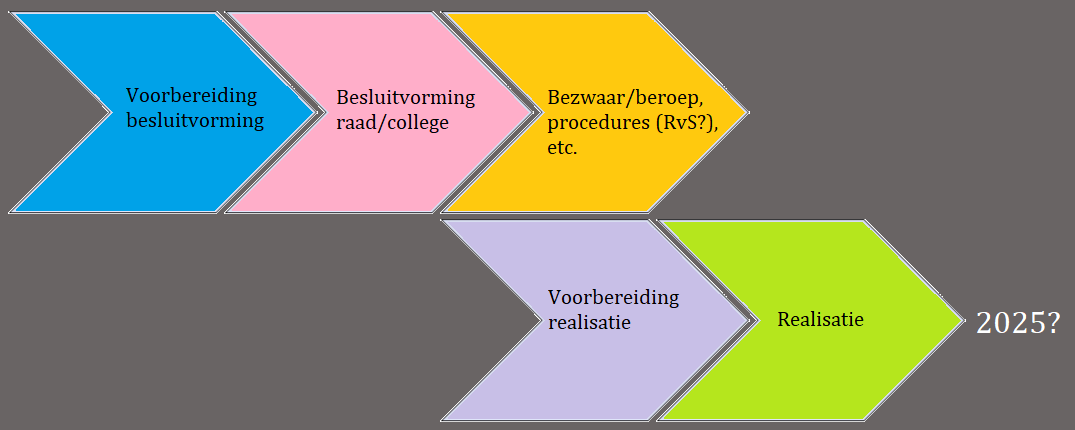 Voorbereiding
besluitvorming
Besluitvorming
raad/college
Bezwaar/beroep,
procedures (RvS?),
etc.
Voorbereiding
realisatie
Realisatie
2025?